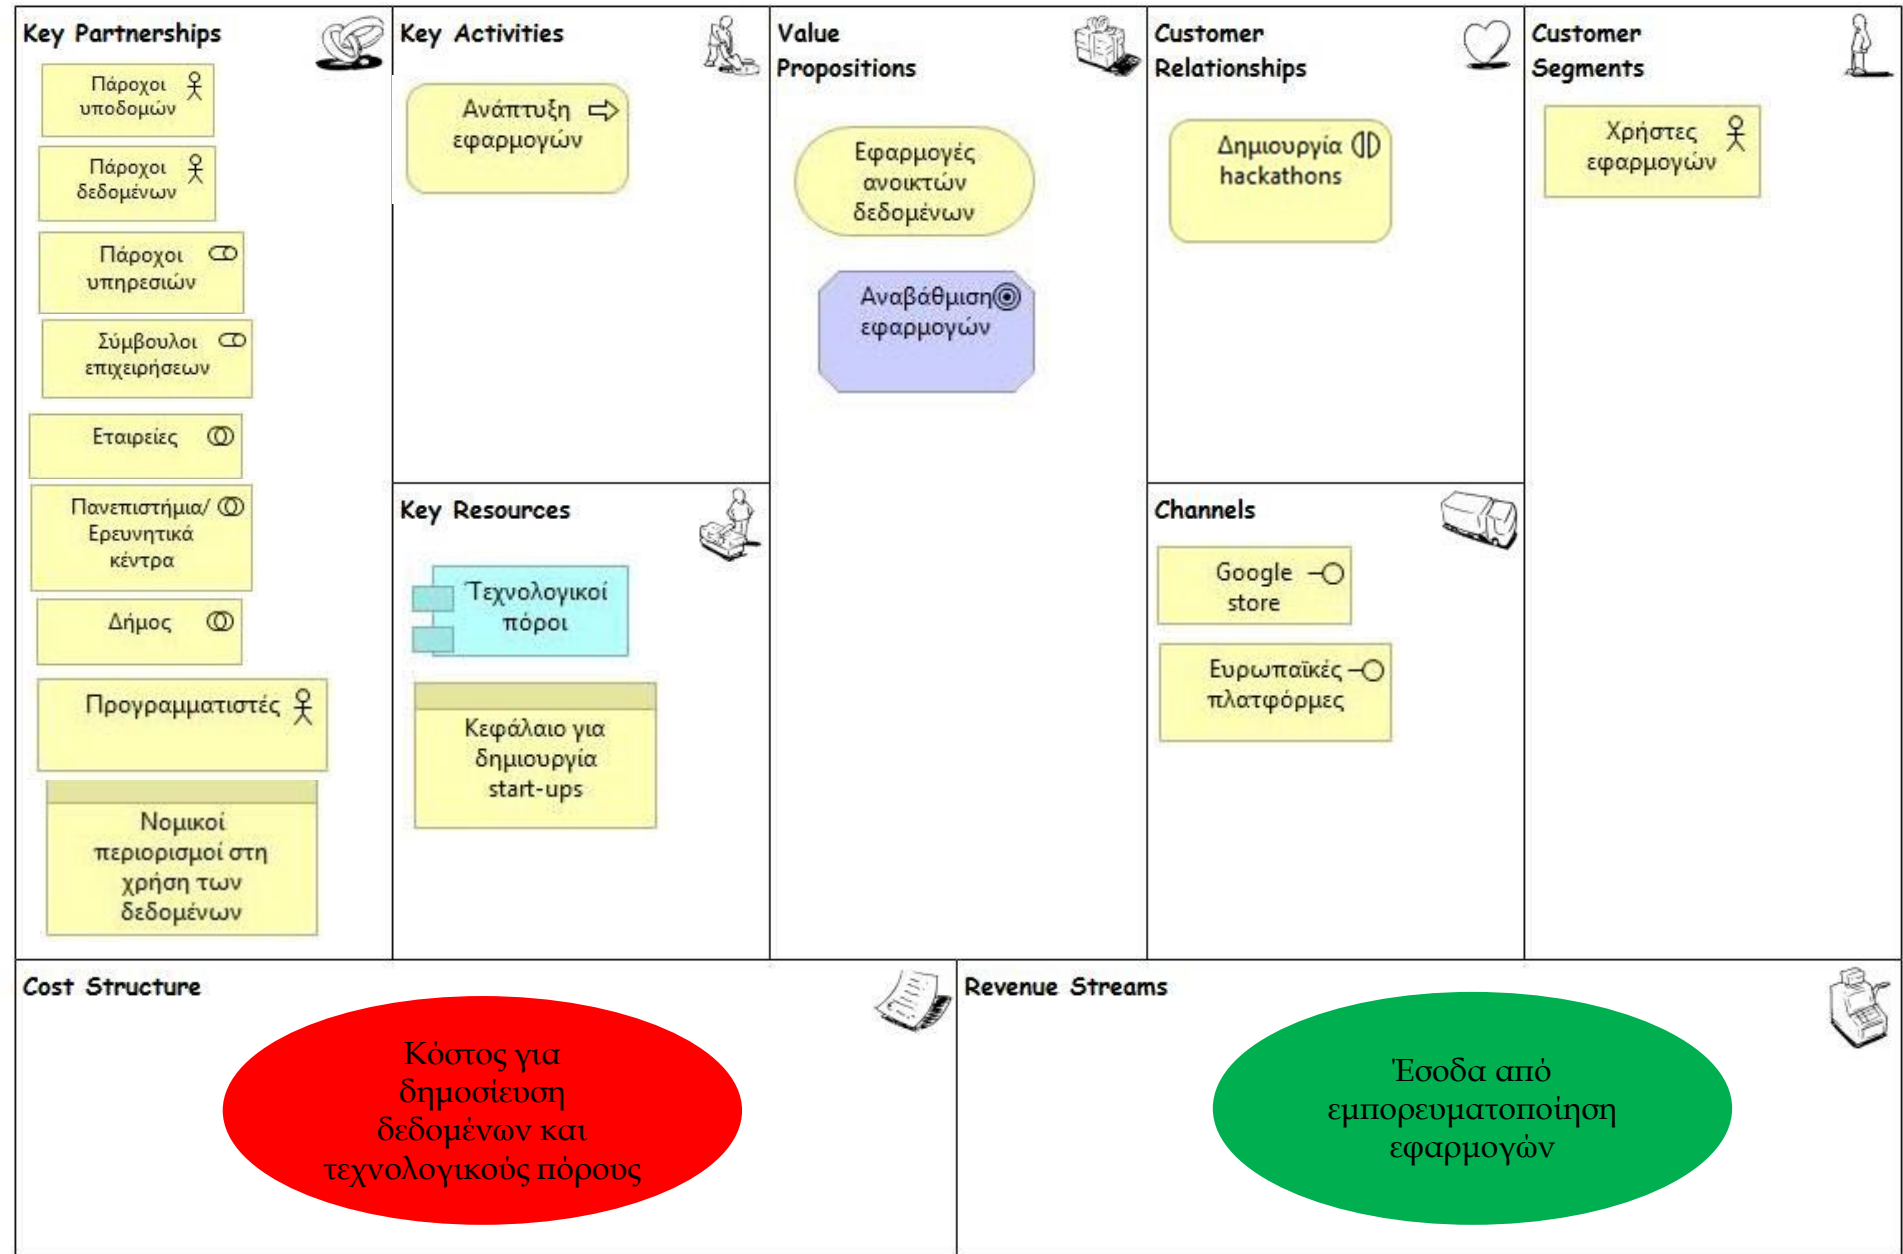 Key Partnerships
Πάροχοι
υποδομών
Πάροχοι
δεδομένων
Πάροχοι
υπηρεσιών
Σύμβουλοι
επιχειρήσεων
Εταιρείες
Πανεπιστήμια/
Ερευνητικά
κέντρα
Δήμος
Προγραμματιστές
Νομικοί
περιορισμοί στη
χρήση των
δεδομένων
Key Activities
Ανάπτυξη
εφαρμογών
Key Resources
Τεχνολογικοί
πόροι
Κεφάλαιο για
δημιουργία
start-ups
Value
Propositions
Εφαρμογές
ανοικτών
δεδομένων
Αναβάθμιση
εφαρμογών
Customer
Relationships
Δημιουργία
hackathons
Channels
Google
store
Ευρωπαϊκές
πλατφόρμες
Customer
Segments
Χρήστες
εφαρμογών
Cost Structure
Κόστος για
δημοσίευση
δεδομένων και
τεχνολογικούς πόρους
Revenue Streams
Έσοδα από
εμπορευματοποίηση
εφαρμογών